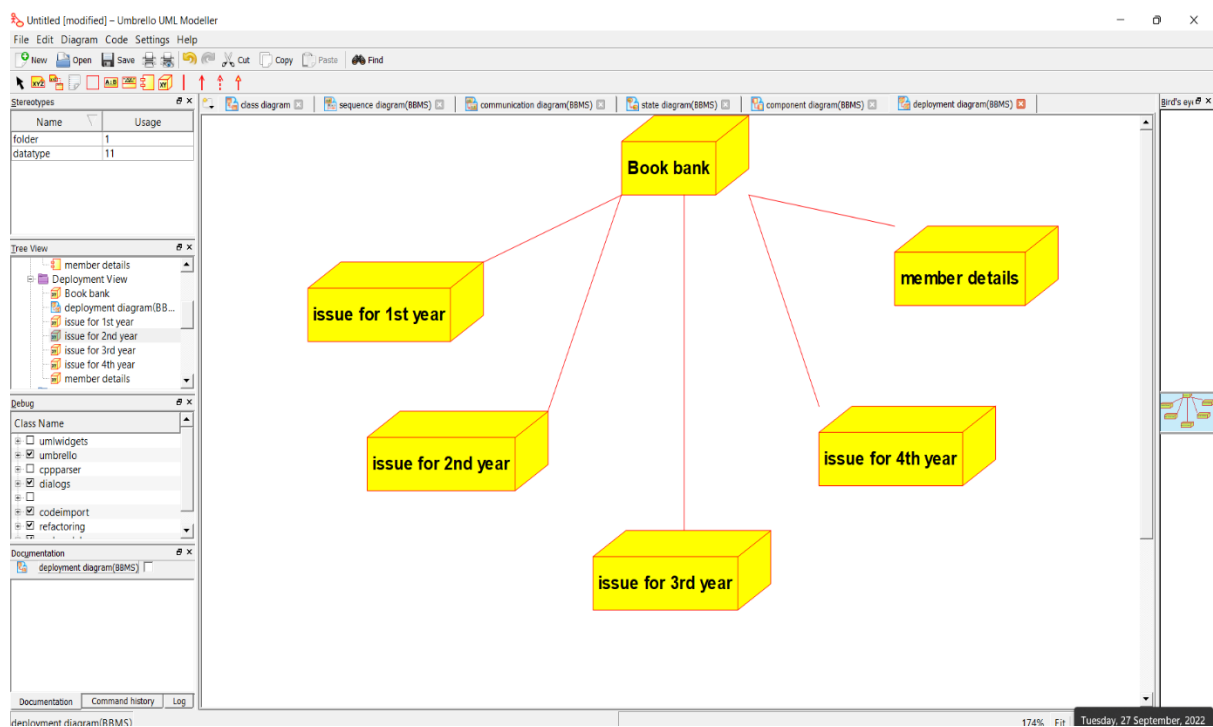 Untitled [modified] – Umbrello UML Modeller
File Edit Diagram Code Settings Help
New Open Save Cut Copy Paste Find
Stereotypes
Name Usage
folder 1
datatype 11
Tree View
member details
Deployment View
Book bank
deployment diagram(BB...
issue for 1st year
issue for 2nd year
issue for 3rd year
issue for 4th year
member details
Debug
Class Name
umlwidgets
umbrello
cppparser
dialogs
codeimport
refactoring
Documentation
deployment diagram(BBMS)
Documentation Command history Log
deployment diagram(BBMS)
class diagram sequence diagram(BBMS) communication diagram(BBMS) state diagram(BBMS) component diagram(BBMS) deployment diagram(BBMS)
Book bank
member details
issue for 1st year
issue for 2nd year
issue for 4th year
issue for 3rd year
Bird's eye
174% Fit
Tuesday, 27 September, 2022